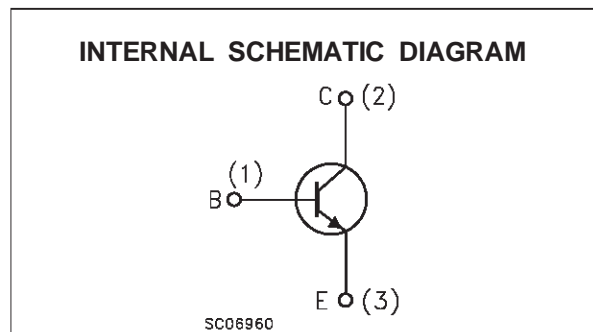 INTERNAL SCHEMATIC DIAGRAM
C (2)
(1)
B
E (3)
SC06960